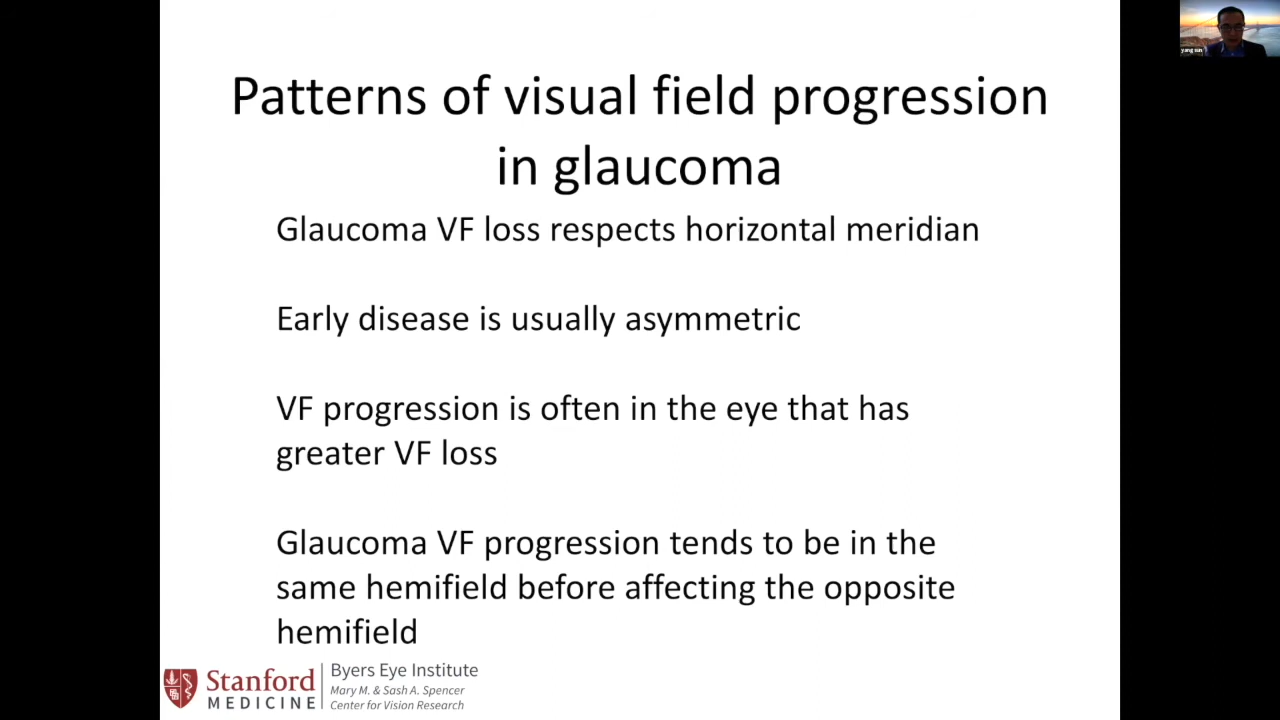 Patterns of visual field progression
in glaucoma
Glaucoma VF loss respects horizontal meridian
Early disease is usually asymmetric
VF progression is often in the eye that has
greater VF loss
Glaucoma VF progression tends to be in the
same hemifield before affecting the opposite
hemifield
Stanford
MEDICINE
Byers Eye Institute
Mary M. & Sash A. Spencer
Center for Vision Research
yang sun